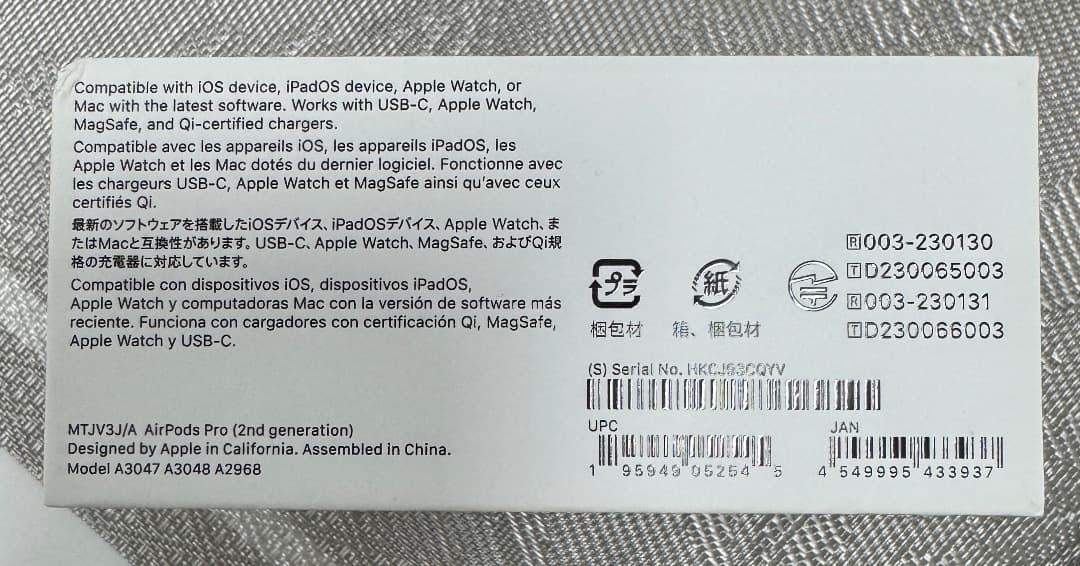 Compatible with iOS device, iPadOS device, Apple Watch, or
Mac with the latest software. Works with USB-C, Apple Watch,
MagSafe, and Qi-certified chargers.
Compatible avec les appareils iOS, les appareils iPadOS, les
Apple Watch et les Mac dotés du dernier logiciel. Fonctionne avec
les chargeurs USB-C, Apple Watch et MagSafe ainsi qu'avec ceux
certifiés Qi.
最新のソフトウェアを搭載したiOSデバイス、iPadOSデバイス、Apple Watch、ま
たはMacと互換性があります。USB-C、Apple Watch、MagSafe、およびQi規
格の充電器に対応しています。
Compatible con dispositivos iOS, dispositivos iPadOS,
Apple Watch y computadoras Mac con la versión de software más
reciente. Funciona con cargadores con certificación Qi, MagSafe,
Apple Watch y USB-C.
MTJV3J/A AirPods Pro (2nd generation)
Designed by Apple in California. Assembled in China.
Model A3047 A3048 A2968
プラ
梱包材
紙
箱、梱包材
R 003-230130
T D230065003
R 003-230131
T D230066003
(S) Serial No. HKCJ93CQYV
UPC
1 95949 05254 5
JAN
4 549995 433937